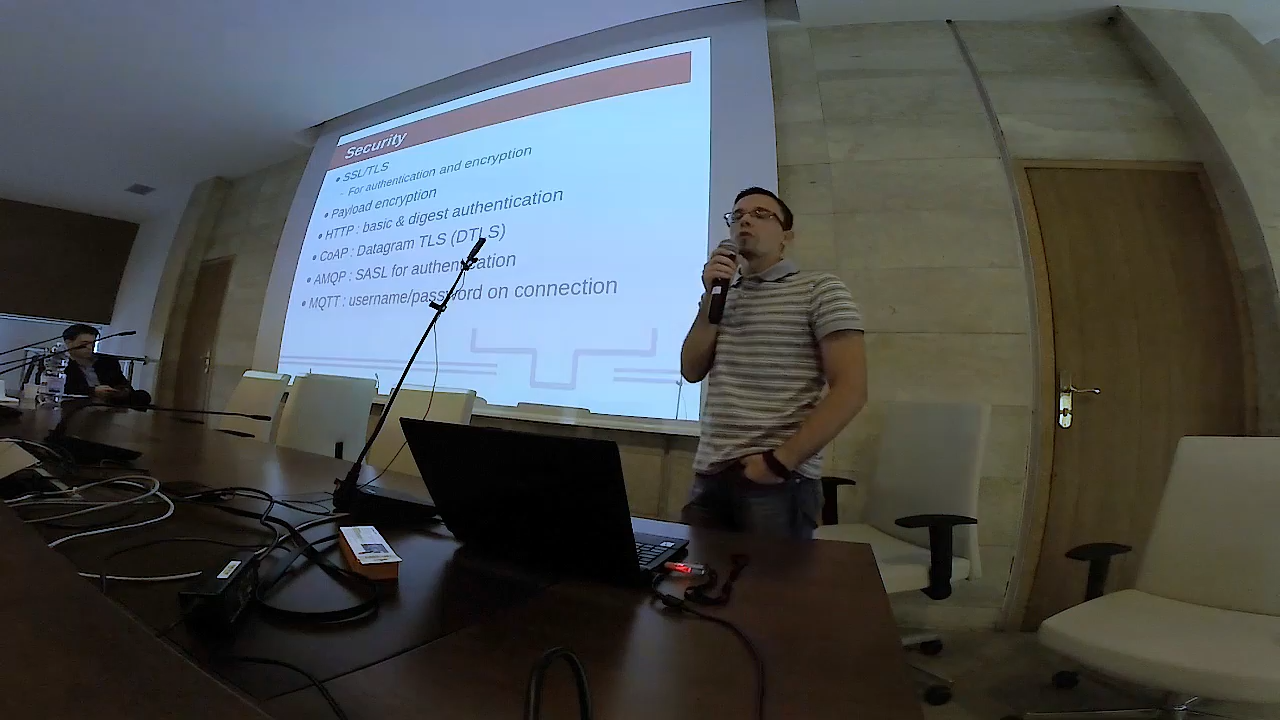 Security
• SSL/TLS
– For authentication and encryption
• Payload encryption
• HTTP : basic & digest authentication
• CoAP : Datagram TLS (DTLS)
• AMQP : SASL for authentication
• MQTT : username/password on connection